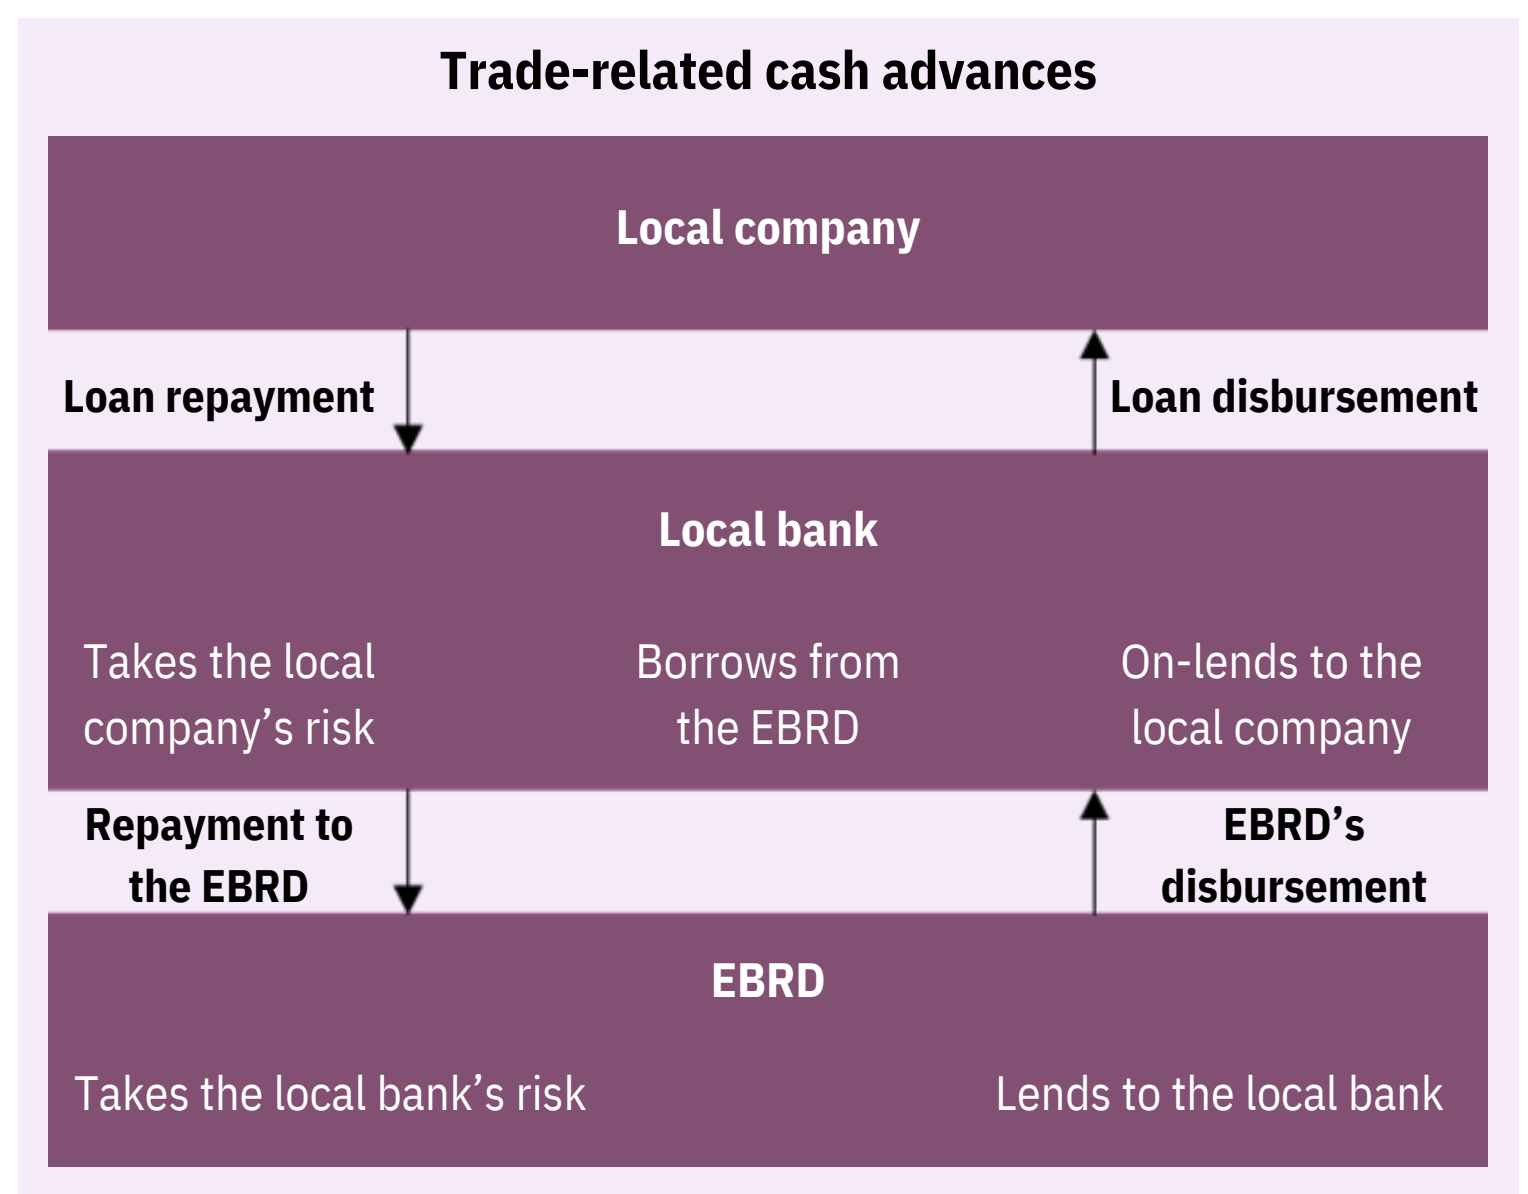 Trade-related cash advances
Local company
Loan repayment
Loan disbursement
Local bank
Takes the local
company’s risk
Borrows from
the EBRD
On-lends to the
local company
Repayment to
the EBRD
EBRD’s
disbursement
EBRD
Takes the local bank’s risk
Lends to the local bank